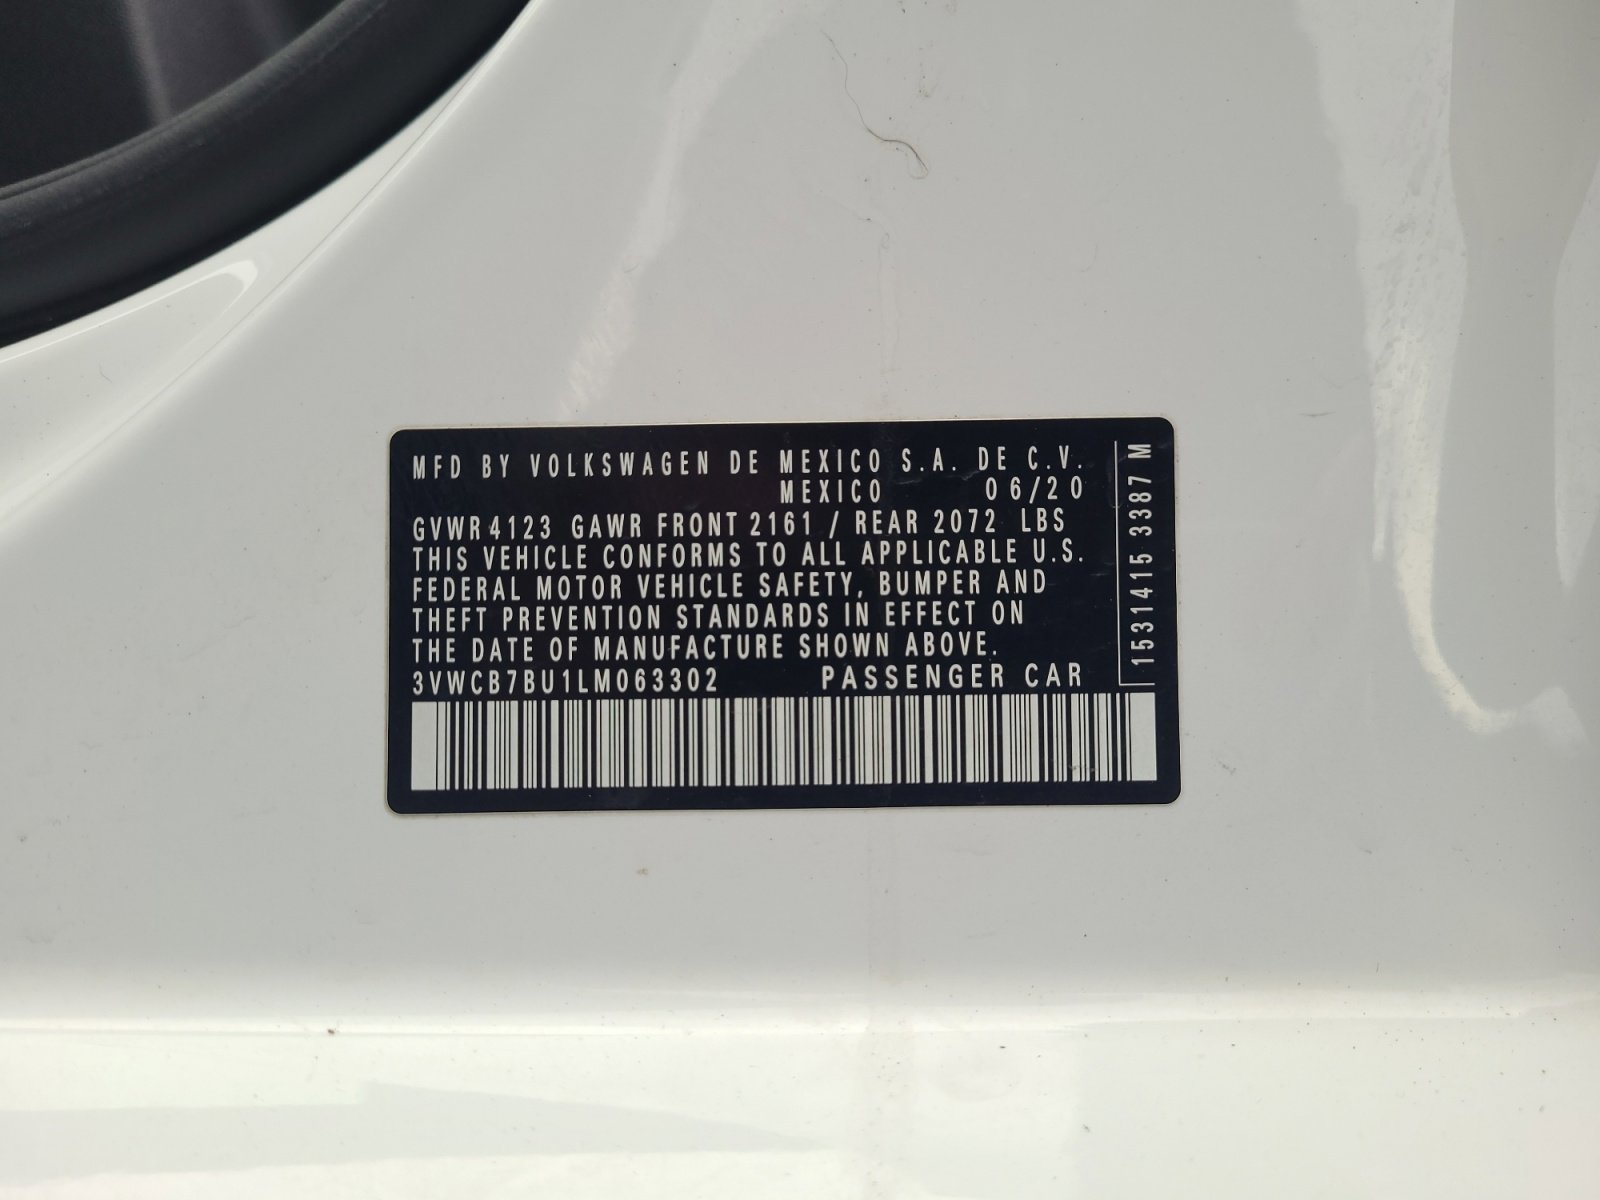 MFD BY VOLKSWAGEN DE MEXICO S.A. DE C.V.
MEXICO 06/20
GVWR 4123 GAWR FRONT 2161 / REAR 2072 LBS
THIS VEHICLE CONFORMS TO ALL APPLICABLE U.S.
FEDERAL MOTOR VEHICLE SAFETY, BUMPER AND
THEFT PREVENTION STANDARDS IN EFFECT ON
THE DATE OF MANUFACTURE SHOWN ABOVE.
3VWCB7BU1LM063302 PASSENGER CAR
1531415 3387 M